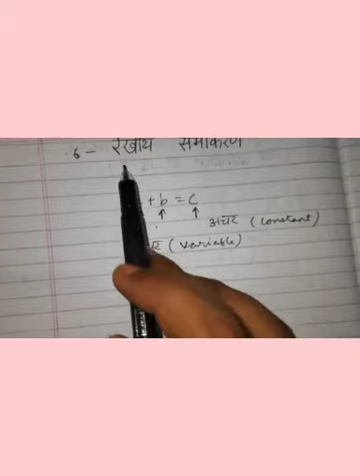 6- रेखीय समीकरण
+ b = c
↑ ↑
अचर (constant)
(variable)